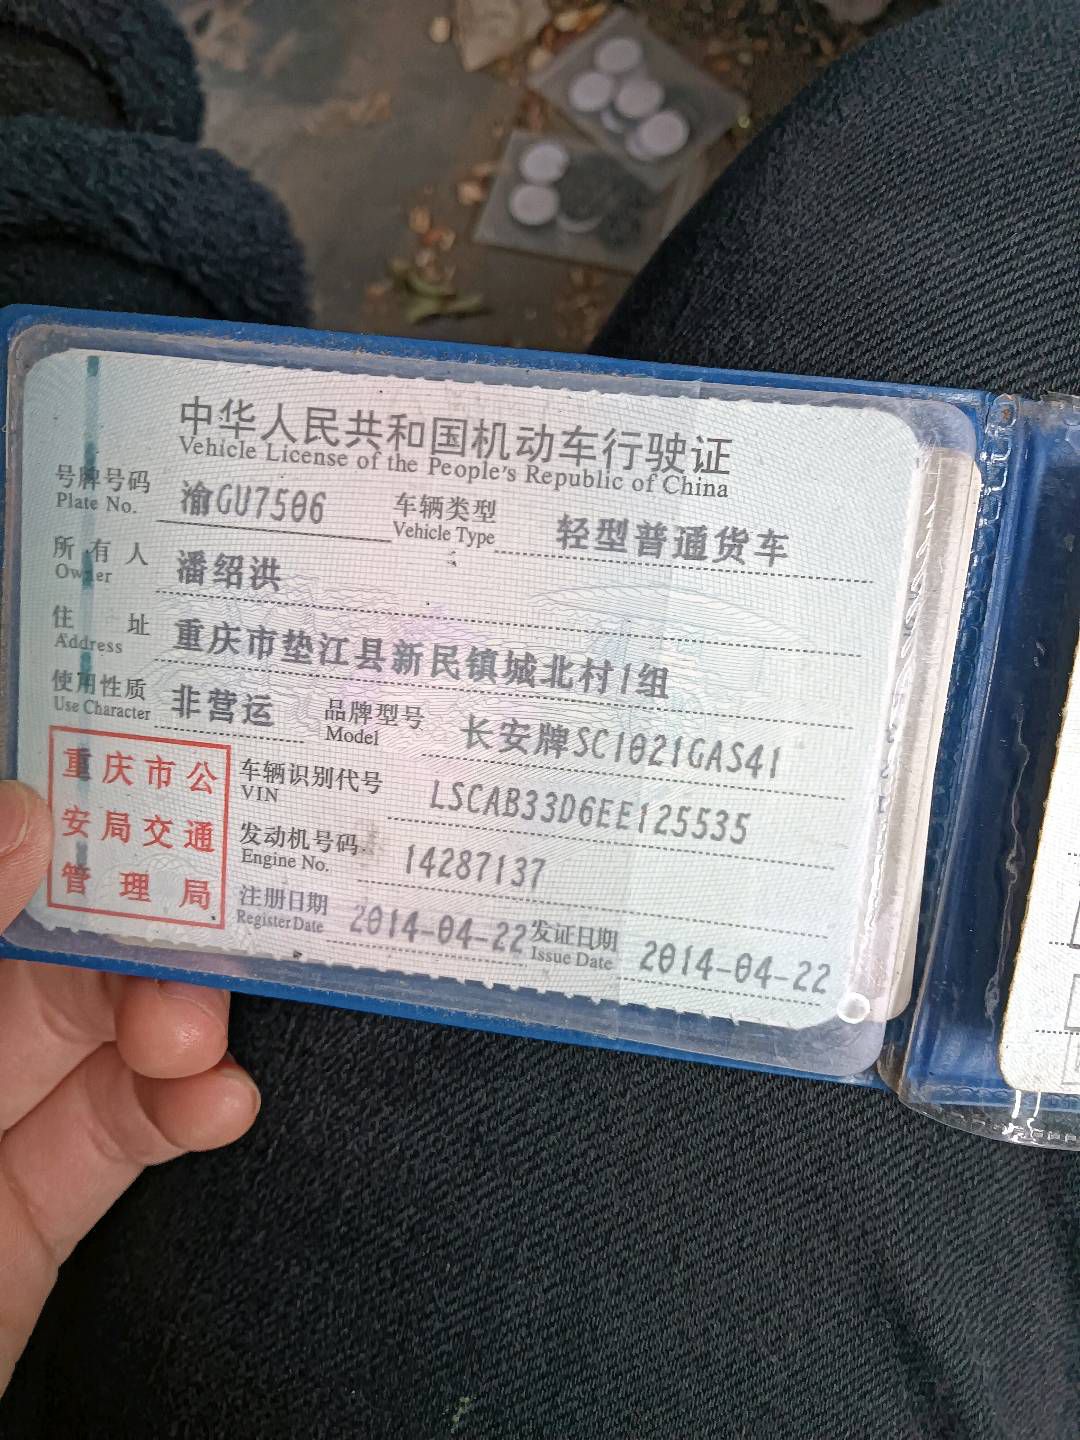 中华人民共和国机动车行驶证
Vehicle License of the People's Republic of China
号牌号码 渝GU7506 车辆类型 轻型普通货车
Plate No. Vehicle Type
所有人 潘绍洪
Owner
住址 重庆市垫江县新民镇城北村1组
Address
使用性质 非营运 品牌型号 长安牌SC1021GAS41
Use Character Model
重庆市公
安局交通
管理局
车辆识别代号 LSCAB33D6EE125535
VIN
发动机号码 14287137
Engine No.
注册日期 2014-04-22 发证日期 2014-04-22
Register Date Issue Date